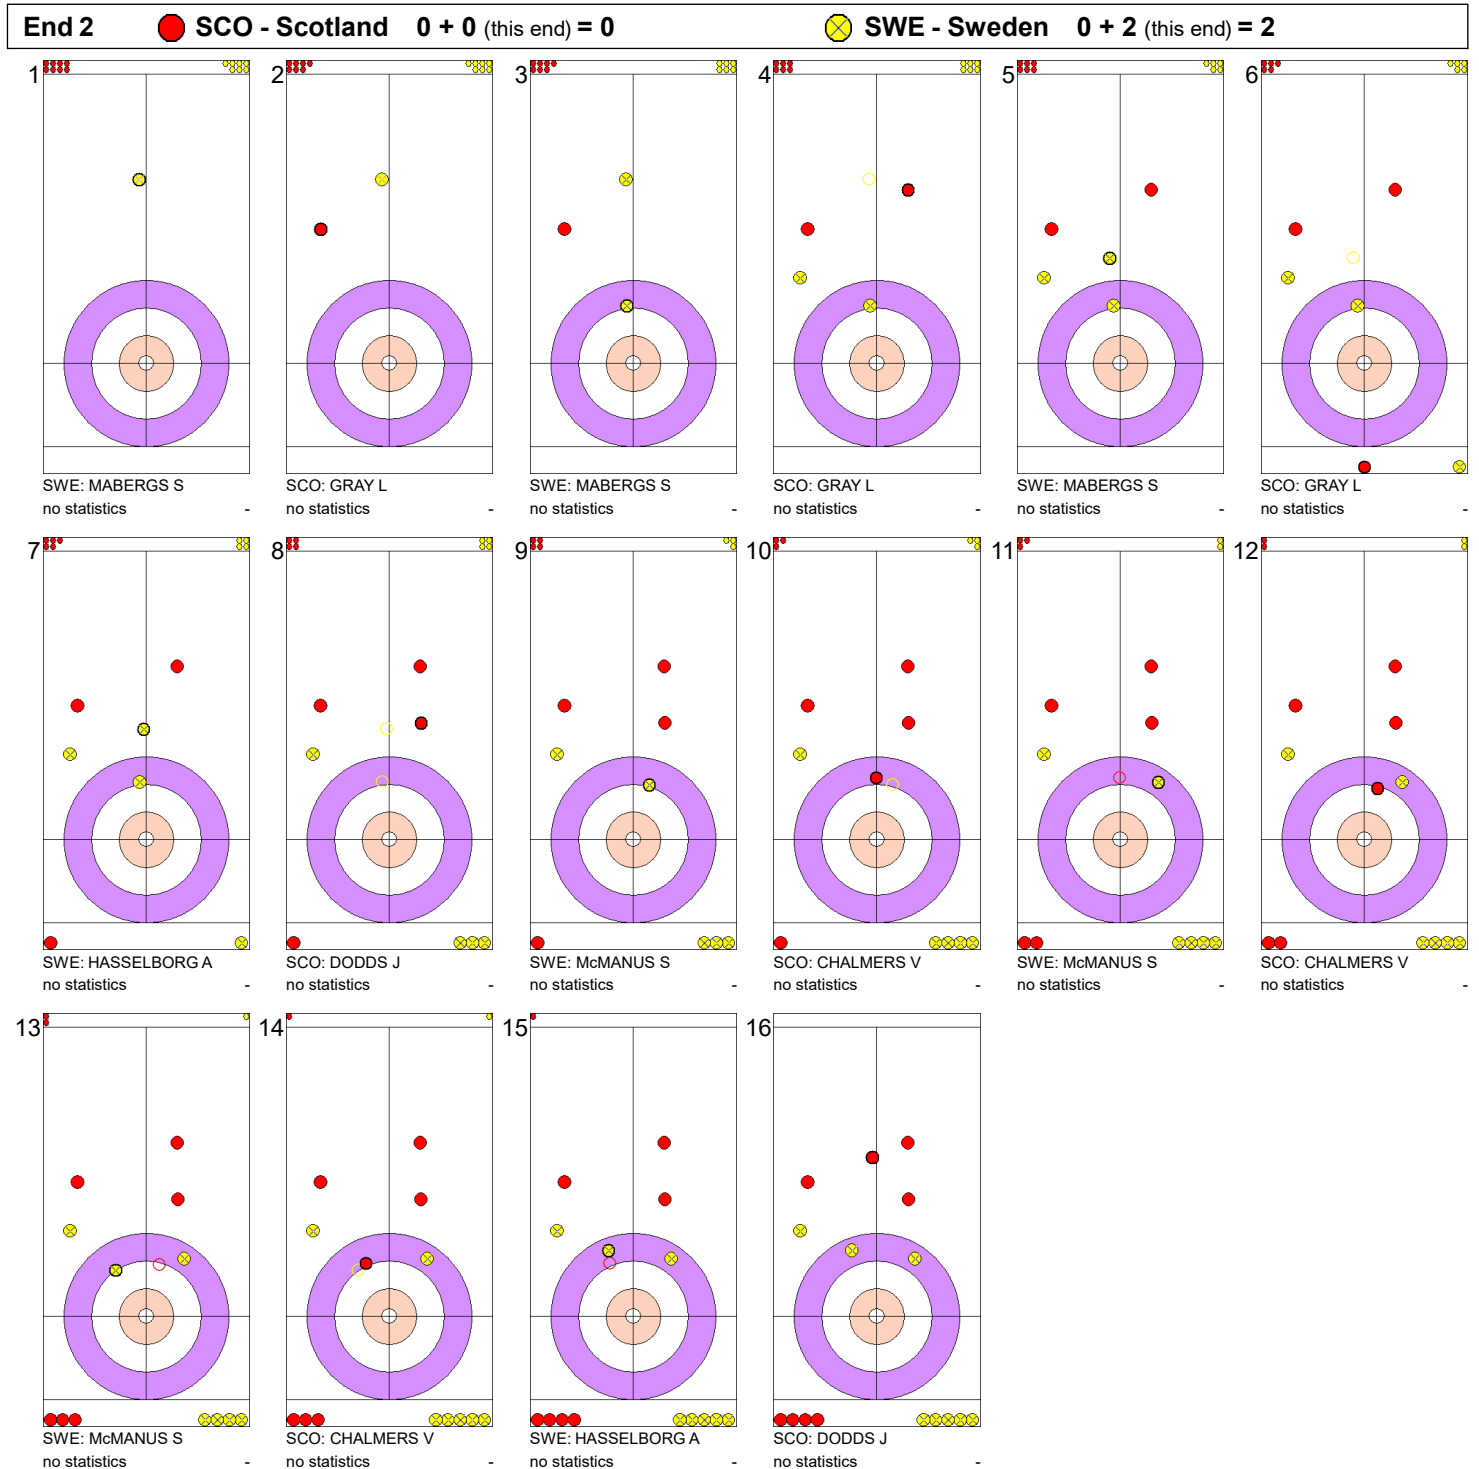 End 2 SCO - Scotland 0 + 0 (this end) = 0 SWE - Sweden 0 + 2 (this end) = 2
1 2 3 4 5 6
SWE: MABERGS S SCO: GRAY L SWE: MABERGS S SCO: GRAY L SWE: MABERGS S SCO: GRAY L
no statistics - no statistics - no statistics - no statistics - no statistics - no statistics -
7 8 9 10 11 12
SWE: HASSELBORG A SCO: DODDS J SWE: McMANUS S SCO: CHALMERS V SWE: McMANUS S SCO: CHALMERS V
no statistics - no statistics - no statistics - no statistics - no statistics - no statistics -
13 14 15 16
SWE: McMANUS S SCO: CHALMERS V SWE: HASSELBORG A SCO: DODDS J
no statistics - no statistics - no statistics - no statistics -